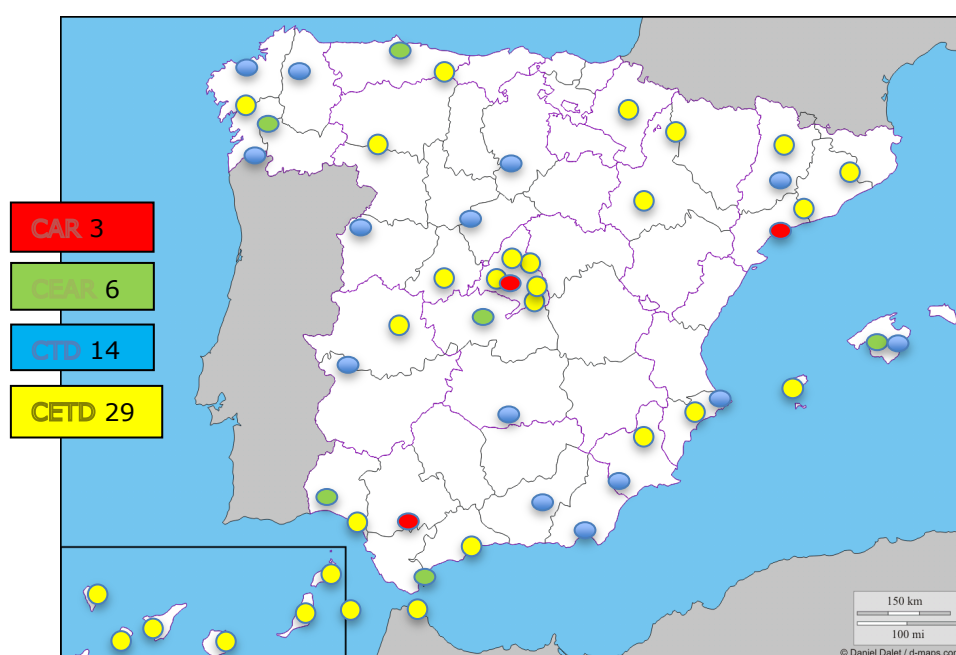 CAR 3
CEAR 6
CTD 14
CETD 29
150 km
100 mi
© Daniel Dalet / d-maps.com